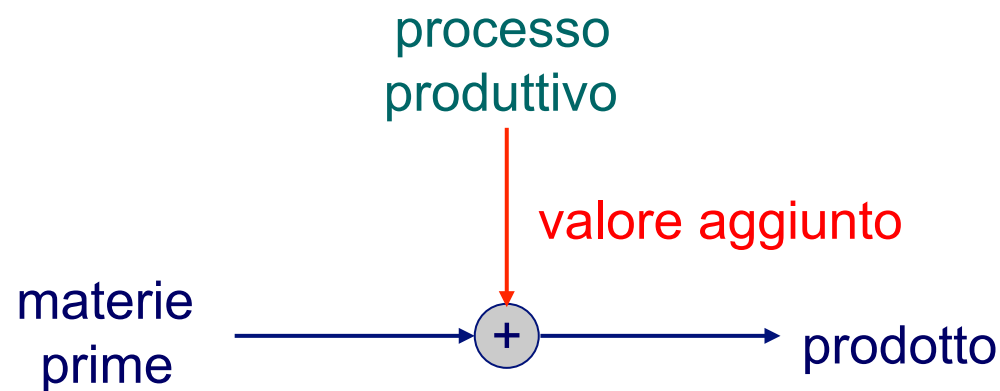 processo
produttivo
valore aggiunto
materie
prime
+
prodotto